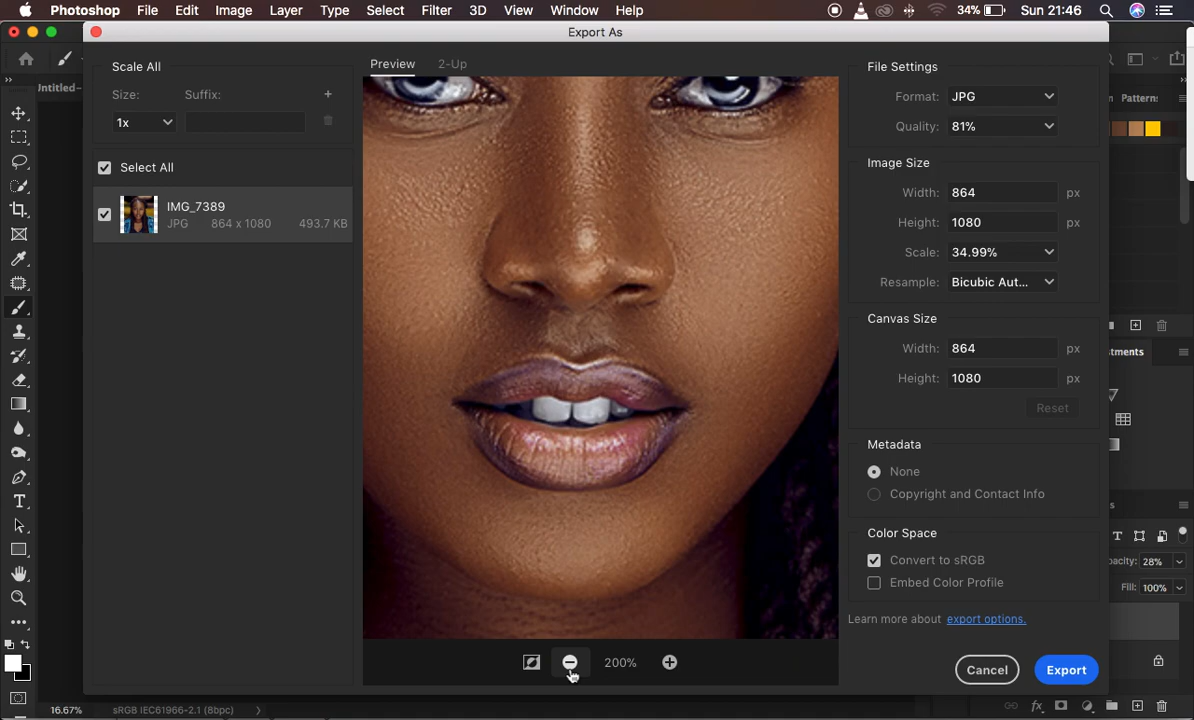 Photoshop File Edit Image Layer Type Select Filter 3D View Window Help 34% Sun 21:46
Export As
Untitled-
Scale All
Size: Suffix:
1x
Select All
IMG_7389
JPG 864 x 1080 493.7 KB
Preview 2-Up
200%
File Settings
Format: JPG
Quality: 81%
Image Size
Width: 864 px
Height: 1080 px
Scale: 34.99%
Resample: Bicubic Aut...
Canvas Size
Width: 864 px
Height: 1080 px
Reset
Metadata
None
Copyright and Contact Info
Color Space
Convert to sRGB
Embed Color Profile
Learn more about export options.
Cancel Export
Patterns
tments
pacity: 28%
Fill: 100%
16.67% sRGB IEC61966-2.1 (8bpc)